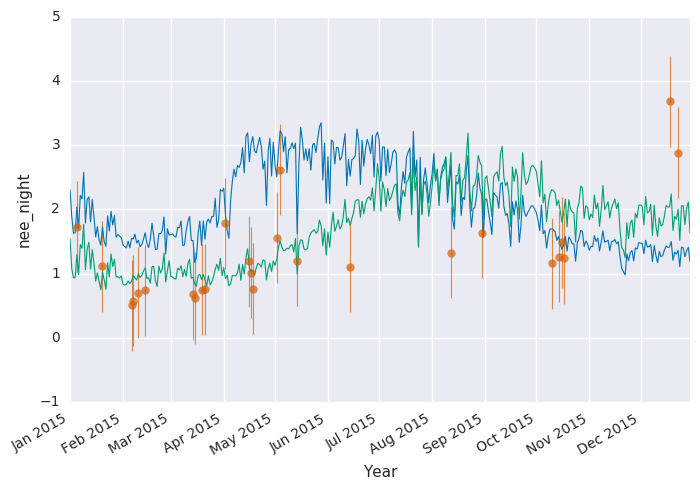 5
4
3
2
1
0
−1
nee_night
Jan 2015
Feb 2015
Mar 2015
Apr 2015
May 2015
Jun 2015
Jul 2015
Aug 2015
Sep 2015
Oct 2015
Nov 2015
Dec 2015
Year